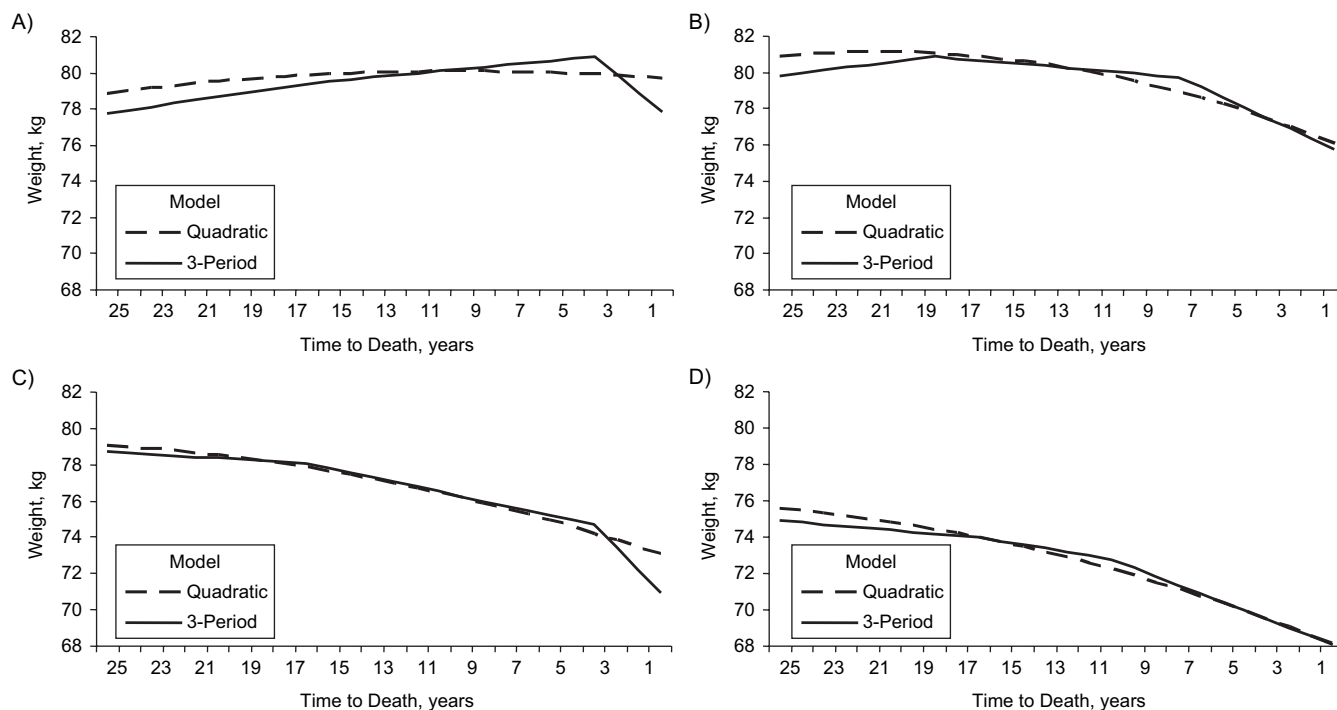 A)
82
80
78
76
74
72
70
68
Weight, kg
Model
Quadratic
3-Period
25 23 21 19 17 15 13 11 9 7 5 3 1
Time to Death, years
B)
82
80
78
76
74
72
70
68
Weight, kg
Model
Quadratic
3-Period
25 23 21 19 17 15 13 11 9 7 5 3 1
Time to Death, years
C)
82
80
78
76
74
72
70
68
Weight, kg
Model
Quadratic
3-Period
25 23 21 19 17 15 13 11 9 7 5 3 1
Time to Death, years
D)
82
80
78
76
74
72
70
68
Weight, kg
Model
Quadratic
3-Period
25 23 21 19 17 15 13 11 9 7 5 3 1
Time to Death, years